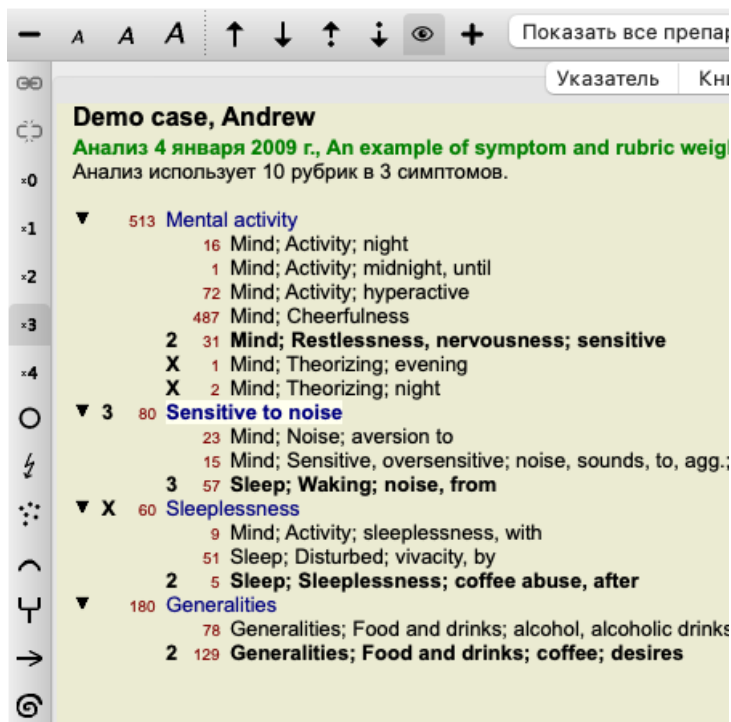 A A A Показать все препар
Указатель Кни
Demo case, Andrew
Анализ 4 января 2009 г., An example of symptom and rubric weigh
Анализ использует 10 рубрик в 3 симптомов.
×0
×1
×2
×3
×4
513 Mental activity
16 Mind; Activity; night
1 Mind; Activity; midnight, until
72 Mind; Activity; hyperactive
487 Mind; Cheerfulness
2 31 Mind; Restlessness, nervousness; sensitive
X 1 Mind; Theorizing; evening
X 2 Mind; Theorizing; night
3 80 Sensitive to noise
23 Mind; Noise; aversion to
15 Mind; Sensitive, oversensitive; noise, sounds, to, agg.;
3 57 Sleep; Waking; noise, from
X 60 Sleeplessness
9 Mind; Activity; sleeplessness, with
51 Sleep; Disturbed; vivacity, by
2 5 Sleep; Sleeplessness; coffee abuse, after
180 Generalities
78 Generalities; Food and drinks; alcohol, alcoholic drinks
2 129 Generalities; Food and drinks; coffee; desires